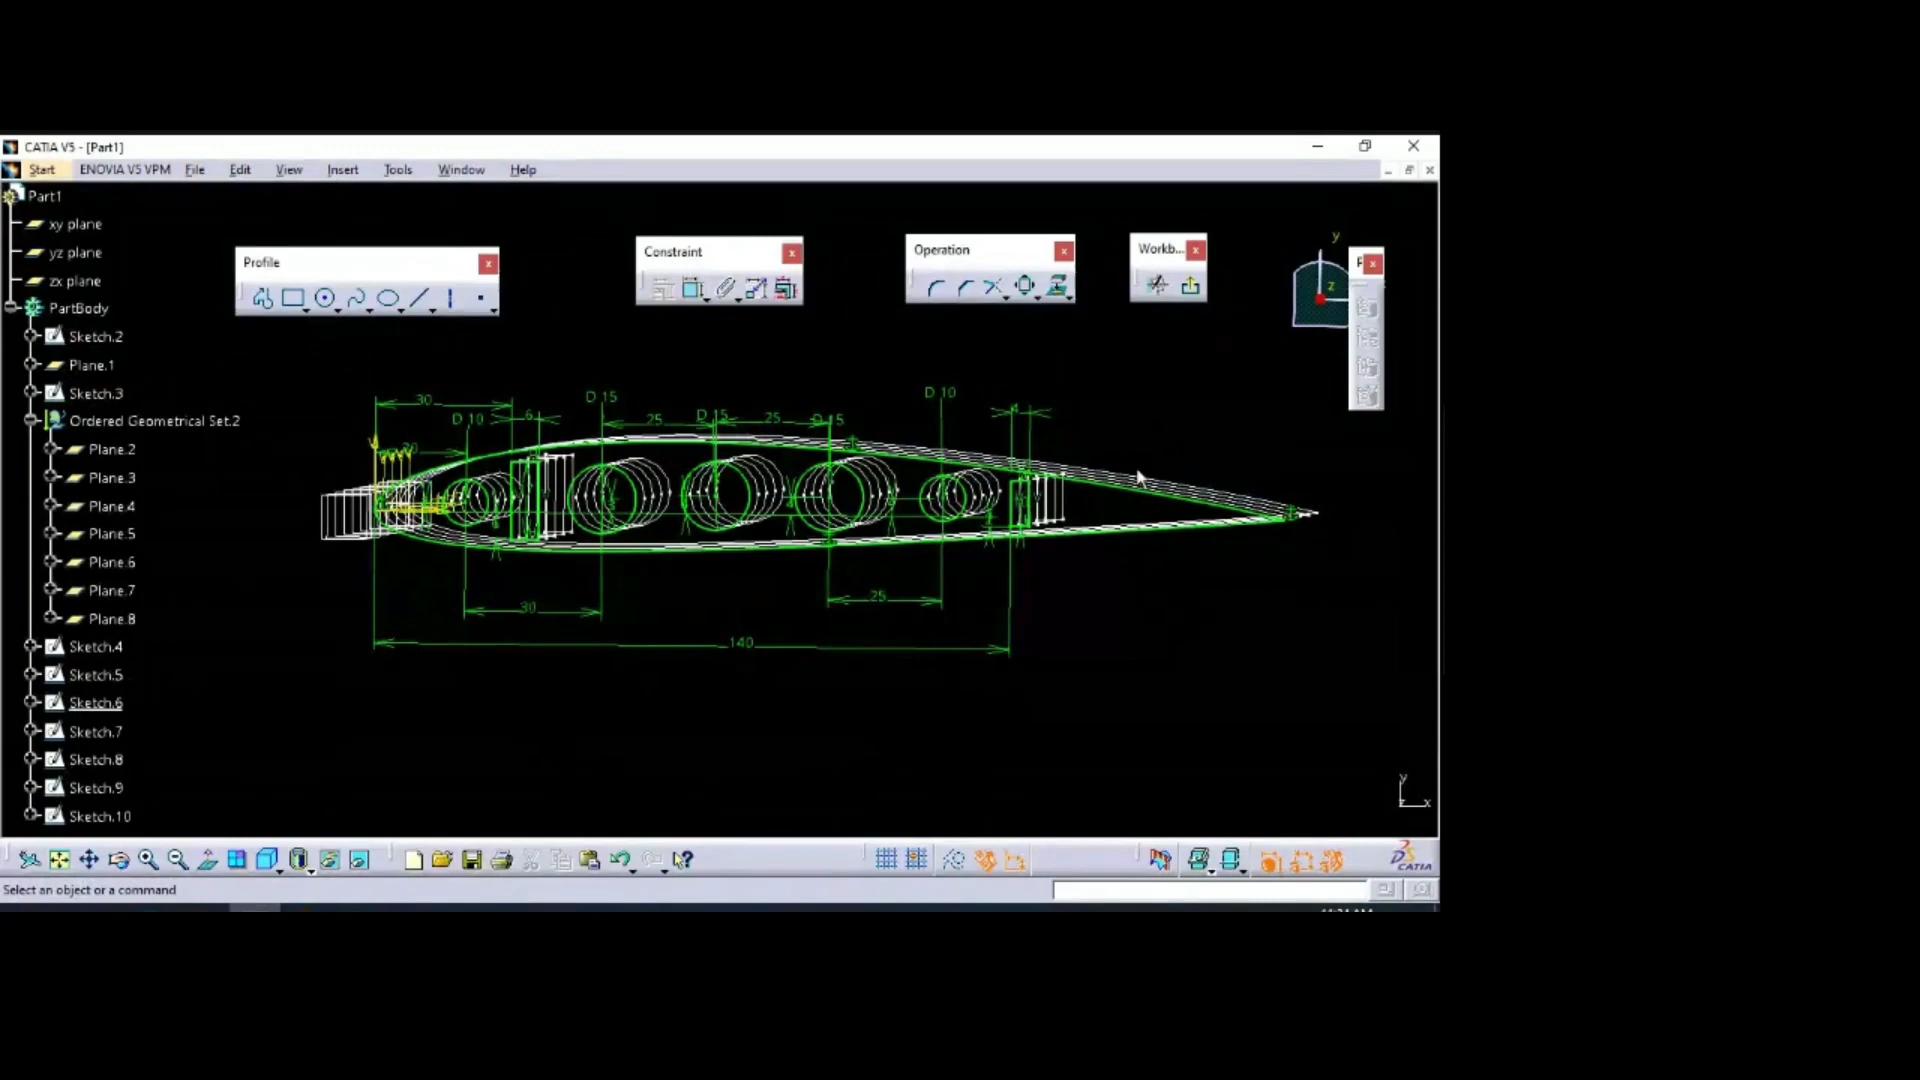 CATIA V5 - [Part1]
Start ENOVIA V5 VPM File Edit View Insert Tools Window Help
Part1
xy plane
yz plane
zx plane
PartBody
Sketch.2
Plane.1
Sketch.3
Ordered Geometrical Set.2
Plane.2
Plane.3
Plane.4
Plane.5
Plane.6
Plane.7
Plane.8
Sketch.4
Sketch.5
Sketch.6
Sketch.7
Sketch.8
Sketch.9
Sketch.10
Profile
Constraint
Operation
Workb...
y
z
30
D 10
6
D 15
25
D 15
25
D 15
D 10
4
20
30
25
140
y
z x
CATIA
Select an object or a command